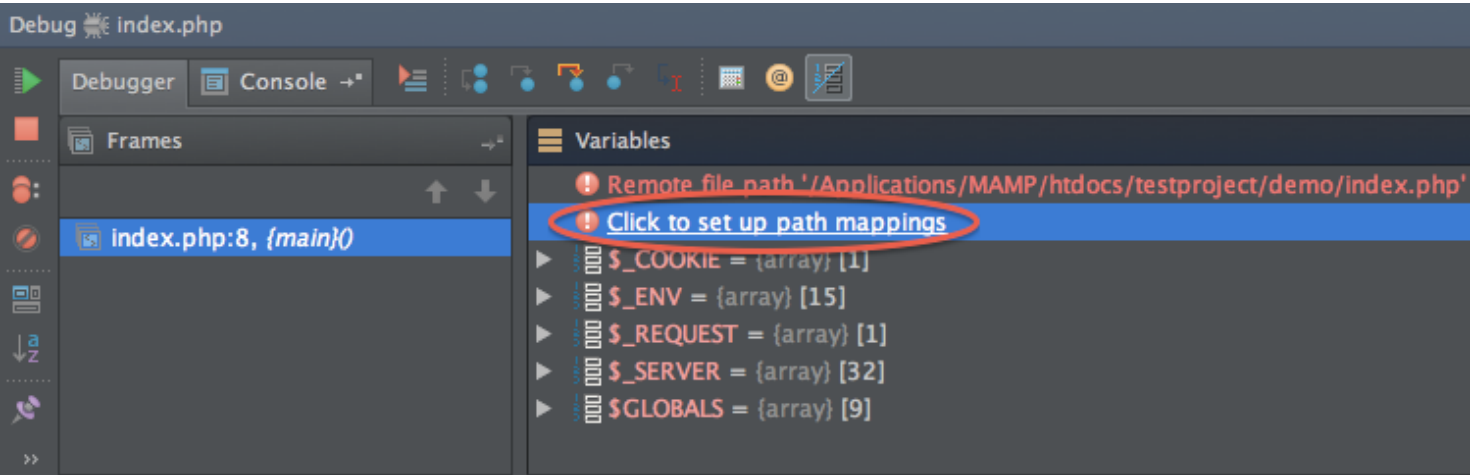 Debug index.php
Debugger Console
Frames
Variables
Remote file path '/Applications/MAMP/htdocs/testproject/demo/index.php'
Click to set up path mappings
index.php:8, {main}()
$_COOKIE = {array} [1]
$_ENV = {array} [15]
$_REQUEST = {array} [1]
$_SERVER = {array} [32]
$GLOBALS = {array} [9]